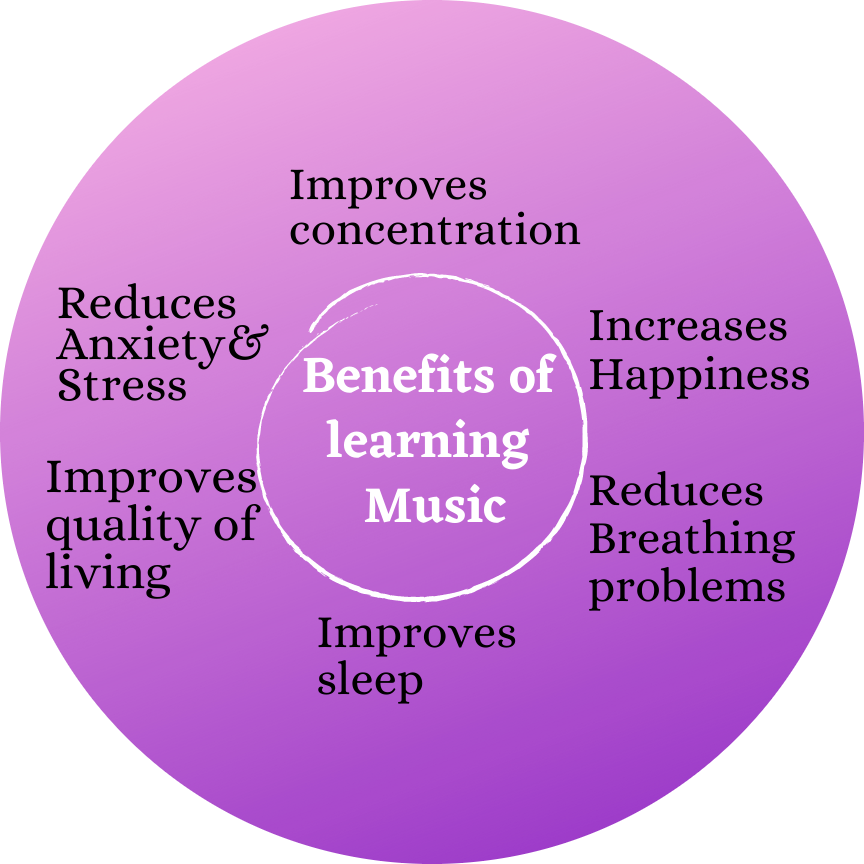 Improves
concentration
Reduces
Anxiety&
Stress
Increases
Happiness
Benefits of
learning
Music
Improves
quality of
living
Reduces
Breathing
problems
Improves
sleep